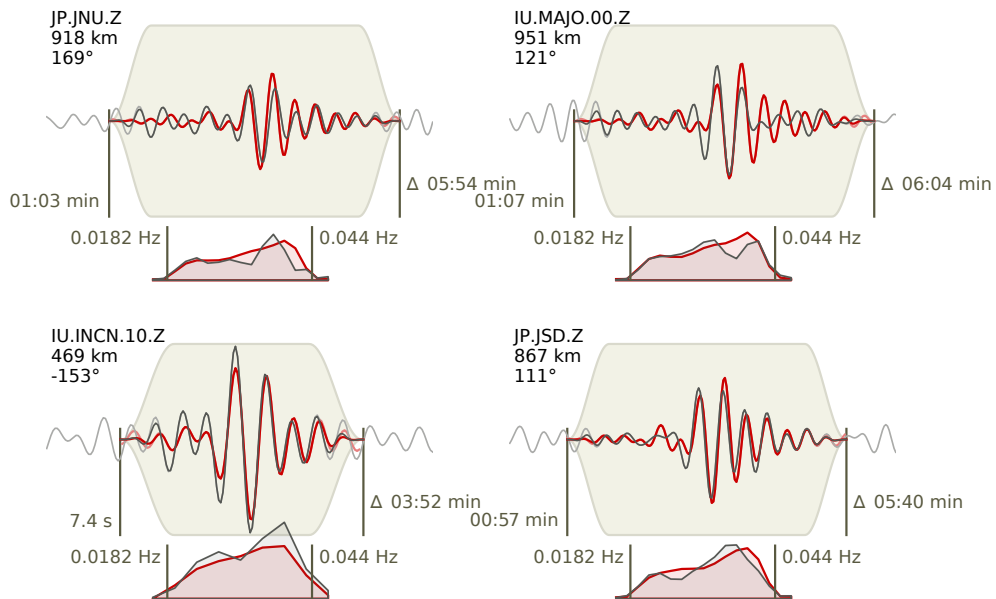 JP.JNU.Z
918 km
169°
01:03 min
Δ 05:54 min
0.0182 Hz
0.044 Hz
IU.MAJO.00.Z
951 km
121°
01:07 min
Δ 06:04 min
0.0182 Hz
0.044 Hz
IU.INCN.10.Z
469 km
-153°
7.4 s
Δ 03:52 min
0.0182 Hz
0.044 Hz
JP.JSD.Z
867 km
111°
00:57 min
Δ 05:40 min
0.0182 Hz
0.044 Hz